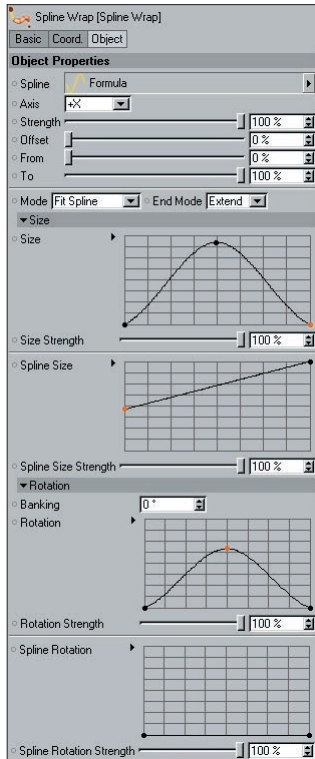 Spline Wrap [Spline Wrap]
Basic Coord. Object
Object Properties
Spline Formula
Axis +X
Strength 100 %
Offset 0 %
From 0 %
To 100 %
Mode Fit Spline End Mode Extend
Size
Size
Size Strength 100 %
Spline Size
Spline Size Strength 100 %
Rotation
Banking 0 °
Rotation
Rotation Strength 100 %
Spline Rotation
Spline Rotation Strength 100 %